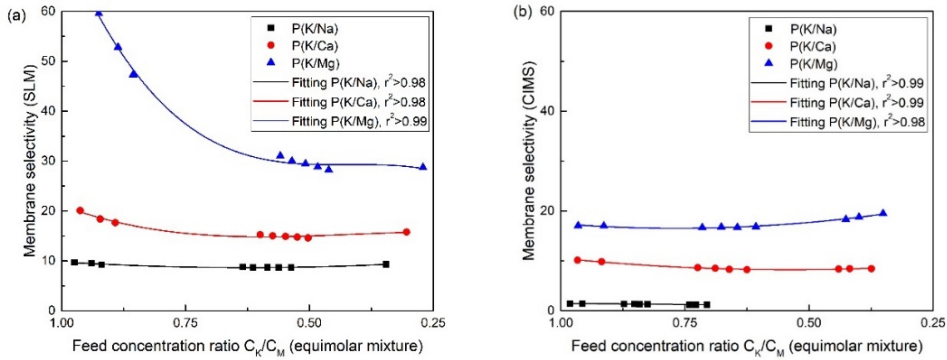 (a)
60
50
40
30
20
10
0
Membrane selectivity (SLM)
P(K/Na)
P(K/Ca)
P(K/Mg)
Fitting P(K/Na), r²>0.98
Fitting P(K/Ca), r²>0.98
Fitting P(K/Mg), r²>0.99
1.00 0.75 0.50 0.25
Feed concentration ratio C_K/C_M (equimolar mixture)
(b)
60
50
40
30
20
10
0
Membrane selectivity (CIMS)
P(K/Na)
P(K/Ca)
P(K/Mg)
Fitting P(K/Na), r²>0.99
Fitting P(K/Ca), r²>0.99
Fitting P(K/Mg), r²>0.98
1.00 0.75 0.50 0.25
Feed concentration ratio C_K/C_M (equimolar mixture)